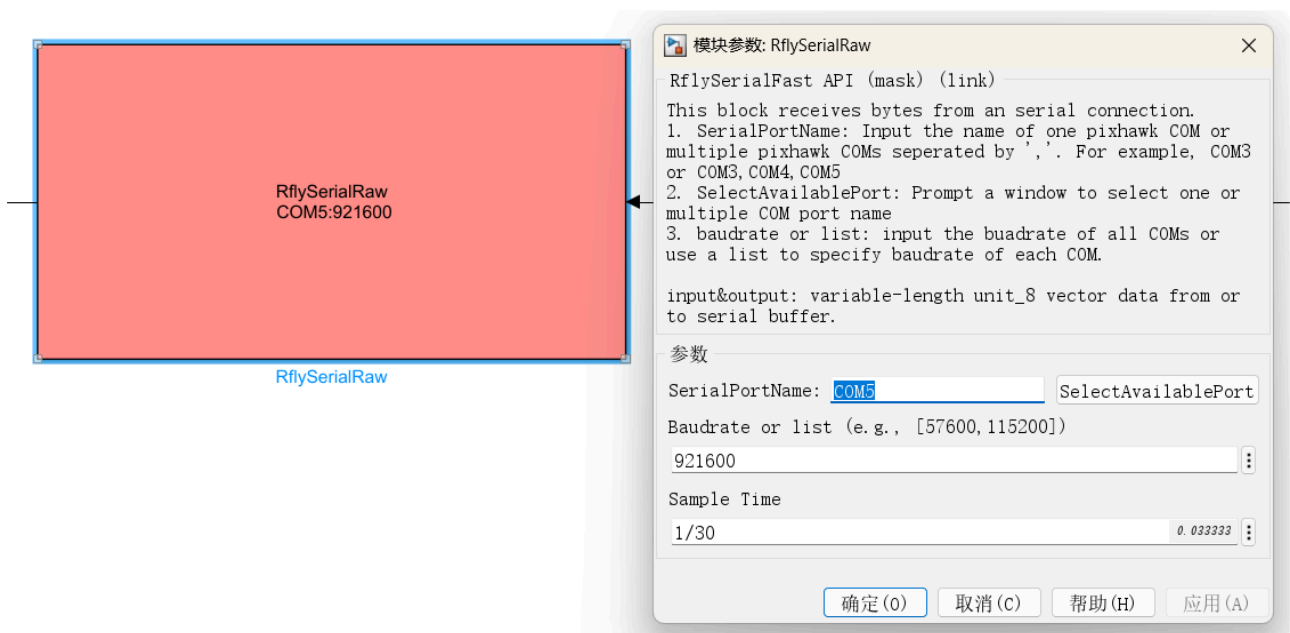 RflySerialRaw
COM5:921600
RflySerialRaw
模块参数: RflySerialRaw
RflySerialFast API (mask) (link)
This block receives bytes from an serial connection.
1. SerialPortName: Input the name of one pixhawk COM or
multiple pixhawk COMs seperated by ','. For example, COM3
or COM3,COM4,COM5
2. SelectAvailablePort: Prompt a window to select one or
multiple COM port name
3. baudrate or list: input the buadrate of all COMs or
use a list to specify baudrate of each COM.
input&output: variable-length unit_8 vector data from or
to serial buffer.
参数
SerialPortName: COM5 SelectAvailablePort
Baudrate or list (e.g., [57600,115200])
921600
Sample Time
1/30 0.033333
确定(O) 取消(C) 帮助(H) 应用(A)